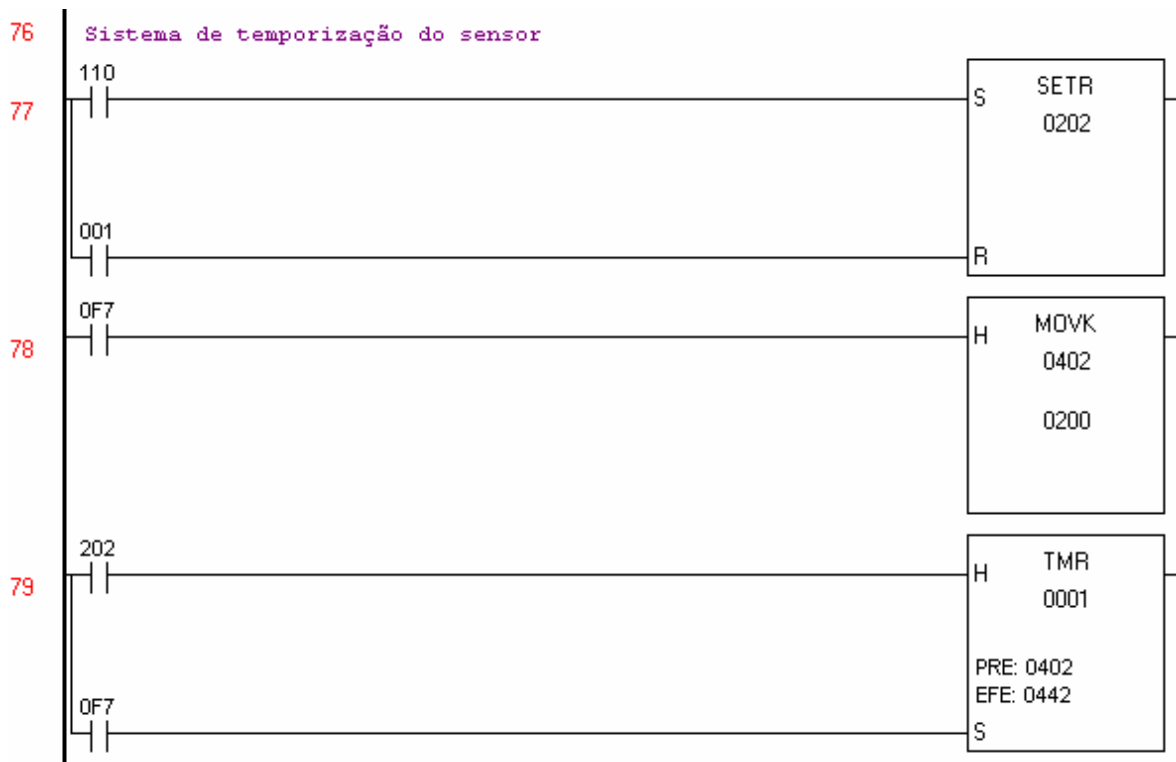 76 Sistema de temporização do sensor
110
77
S SETR
0202
001
R
0F7
78
H MOVK
0402
0200
202
79
H TMR
0001
PRE: 0402
EFE: 0442
0F7
S